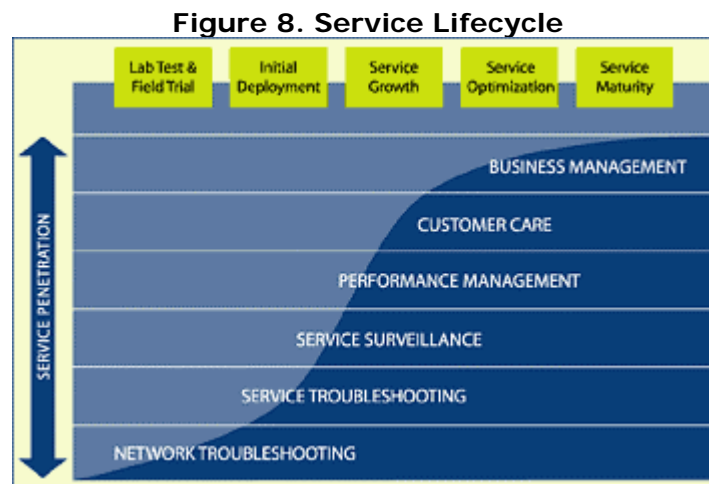 Figure 8. Service Lifecycle
Lab Test &
Field Trial
Initial
Deployment
Service
Growth
Service
Optimization
Service
Maturity
SERVICE PENETRATION
BUSINESS MANAGEMENT
CUSTOMER CARE
PERFORMANCE MANAGEMENT
SERVICE SURVEILLANCE
SERVICE TROUBLESHOOTING
NETWORK TROUBLESHOOTING